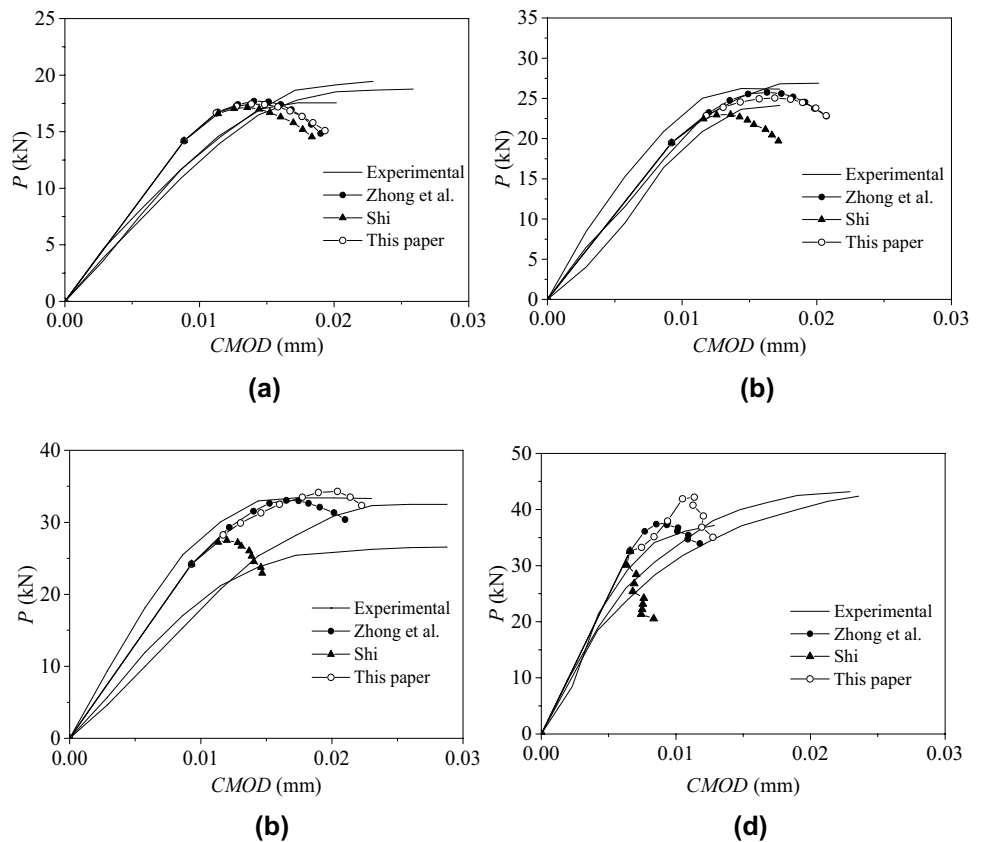 25
20
15
10
5
0
P (kN)
0.00 0.01 0.02 0.03
CMOD (mm)
Experimental
Zhong et al.
Shi
This paper
(a)
35
30
25
20
15
10
5
0
P (kN)
0.00 0.01 0.02 0.03
CMOD (mm)
Experimental
Zhong et al.
Shi
This paper
(b)
40
30
20
10
0
P (kN)
0.00 0.01 0.02 0.03
CMOD (mm)
Experimental
Zhong et al.
Shi
This paper
(b)
50
40
30
20
10
0
P (kN)
0.00 0.01 0.02 0.03
CMOD (mm)
Experimental
Zhong et al.
Shi
This paper
(d)